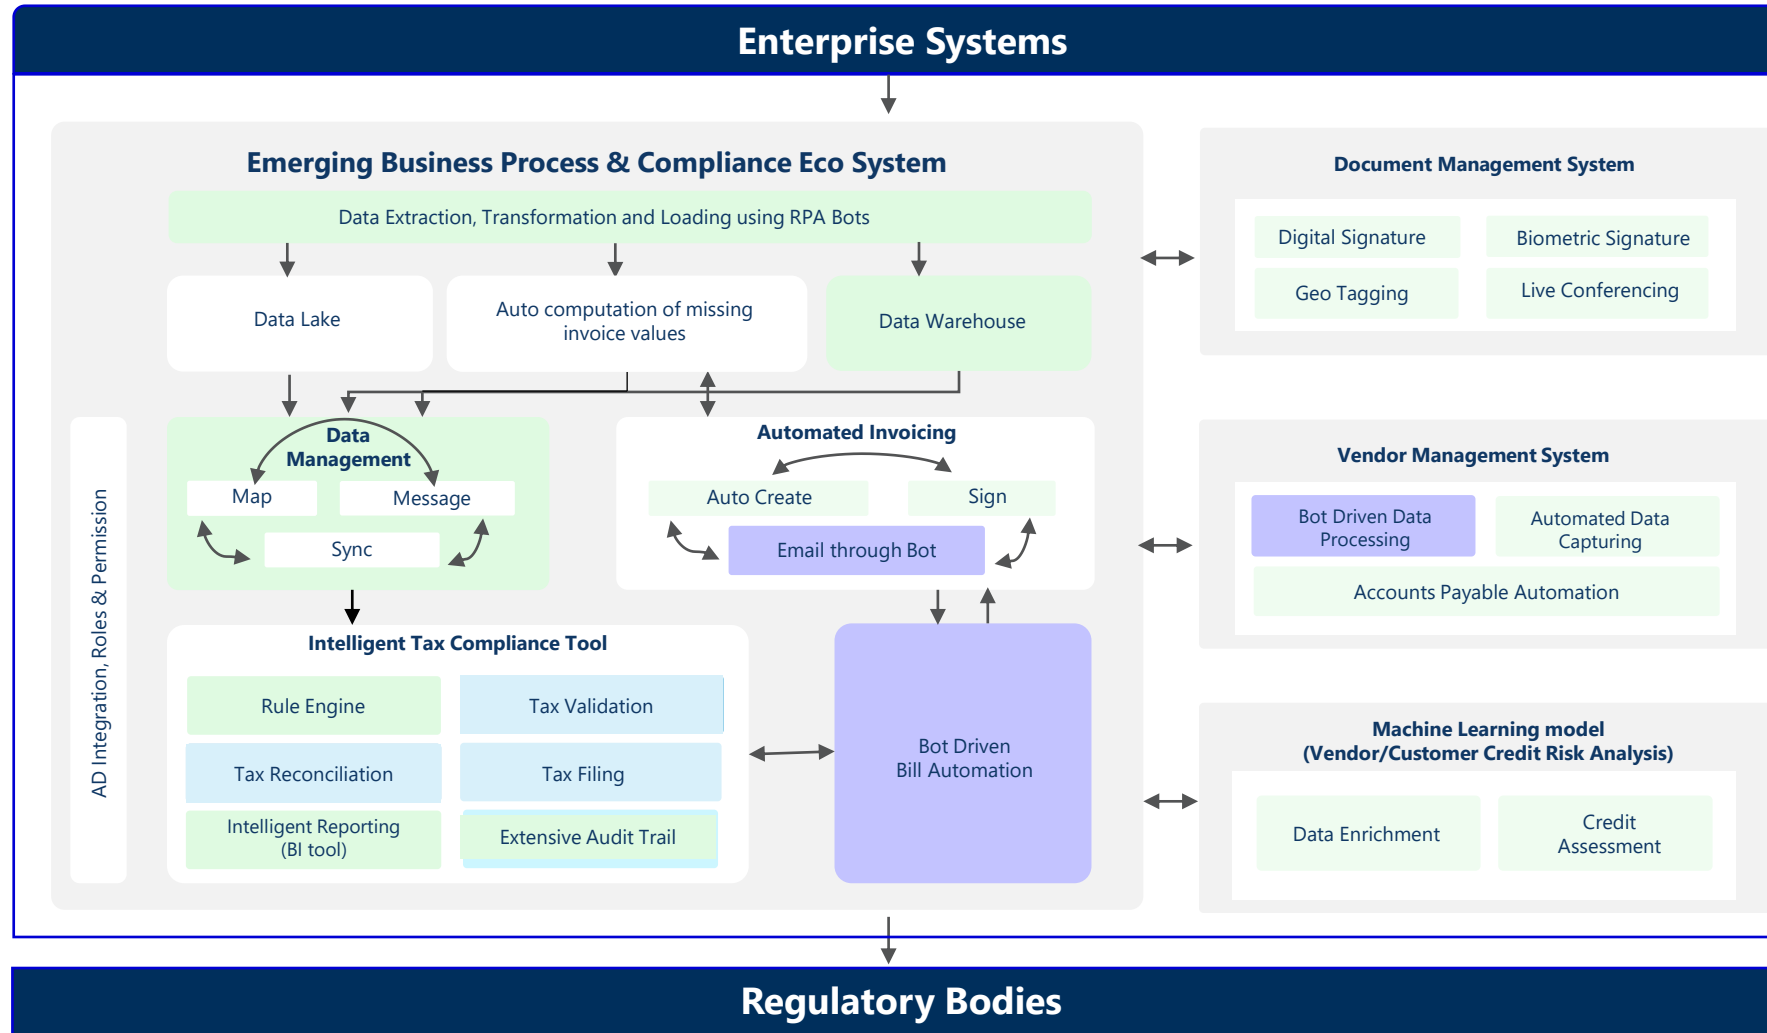 Enterprise Systems
Emerging Business Process & Compliance Eco System
Data Extraction, Transformation and Loading using RPA Bots
Data Lake
Auto computation of missing
invoice values
Data Warehouse
AD Integration, Roles & Permission
Data
Management
Map
Message
Sync
Automated Invoicing
Auto Create
Sign
Email through Bot
Intelligent Tax Compliance Tool
Rule Engine
Tax Validation
Tax Reconciliation
Tax Filing
Intelligent Reporting
(BI tool)
Extensive Audit Trail
Bot Driven
Bill Automation
Document Management System
Digital Signature
Biometric Signature
Geo Tagging
Live Conferencing
Vendor Management System
Bot Driven Data
Processing
Automated Data
Capturing
Accounts Payable Automation
Machine Learning model
(Vendor/Customer Credit Risk Analysis)
Data Enrichment
Credit
Assessment
Regulatory Bodies